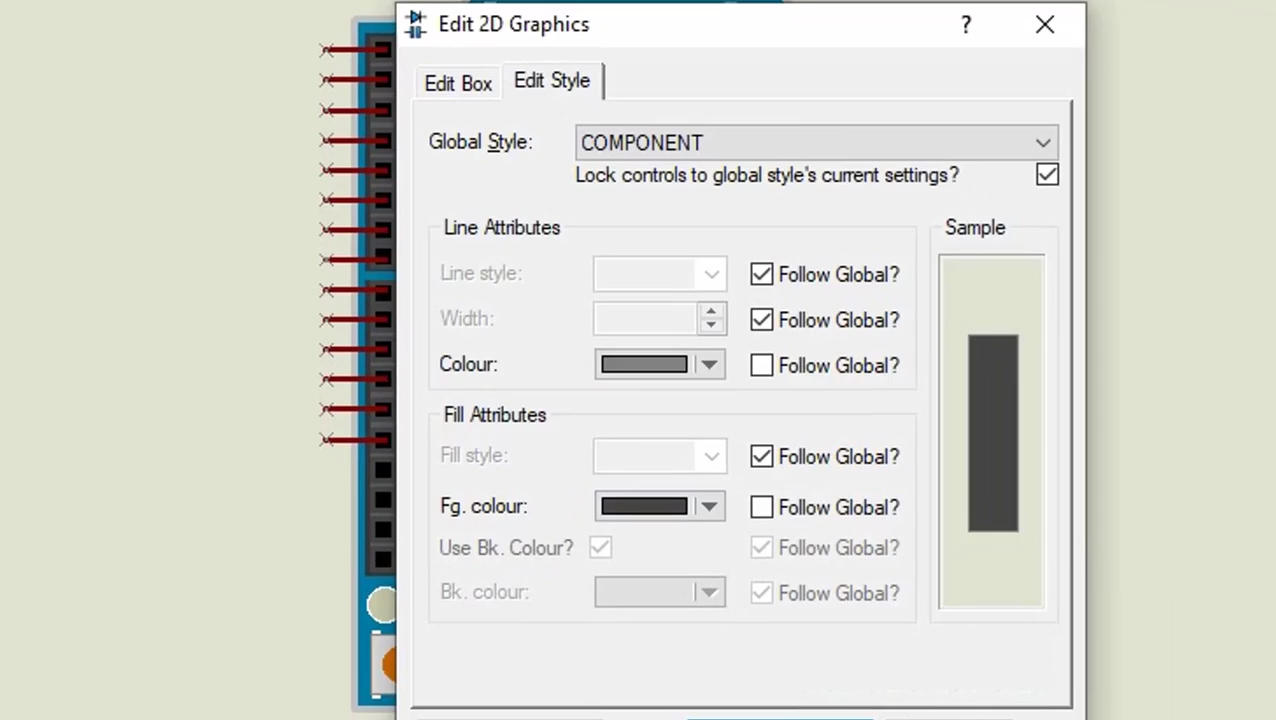 Edit 2D Graphics
?
Edit Box
Edit Style
Global Style:
COMPONENT
Lock controls to global style's current settings?
Line Attributes
Sample
Line style:
Follow Global?
Width:
Follow Global?
Colour:
Follow Global?
Fill Attributes
Fill style:
Follow Global?
Fg. colour:
Follow Global?
Use Bk. Colour?
Follow Global?
Bk. colour:
Follow Global?